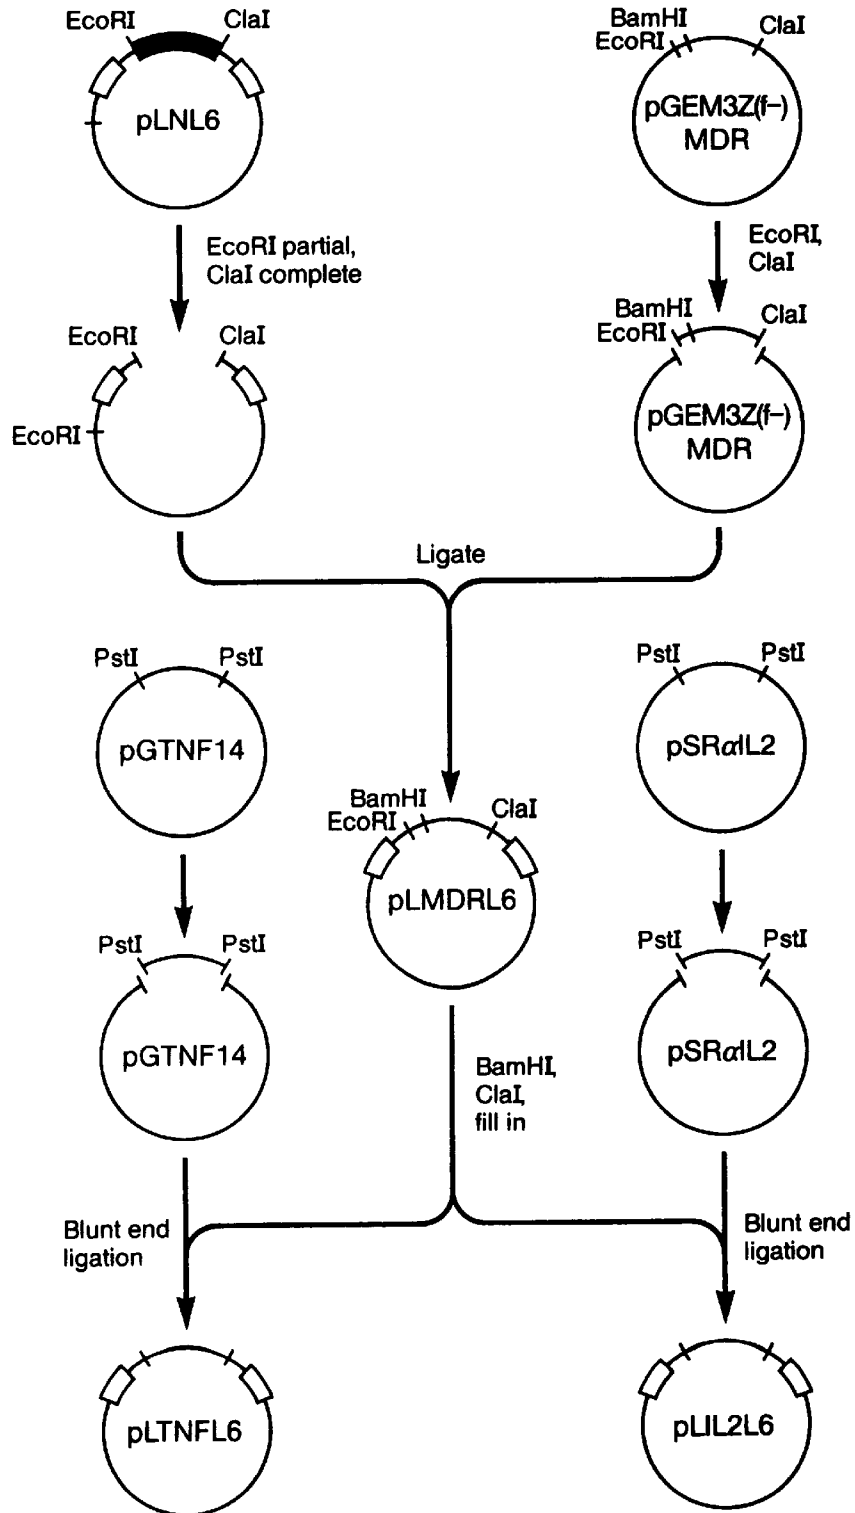 EcoRI ClaI
pLNL6
BamHI
EcoRI ClaI
pGEM3Z(f–)
MDR
EcoRI partial,
ClaI complete
EcoRI,
ClaI
EcoRI ClaI
EcoRI
BamHI
EcoRI ClaI
pGEM3Z(f–)
MDR
Ligate
PstI PstI
pGTNF14
PstI PstI
pSRαIL2
BamHI
EcoRI ClaI
pLMDRL6
PstI PstI
pGTNF14
PstI PstI
pSRαIL2
BamHI,
ClaI,
fill in
Blunt end
ligation
Blunt end
ligation
pLTNFL6
pLIL2L6